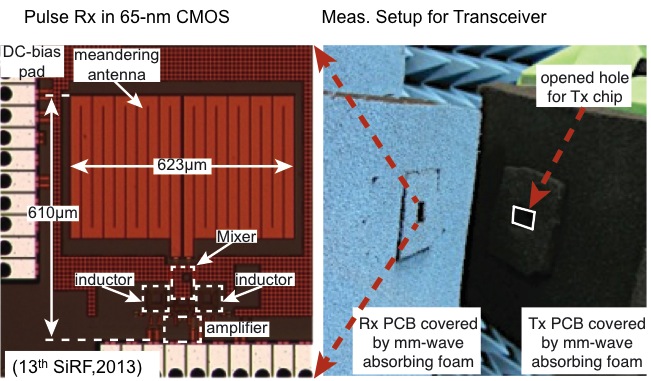 Pulse Rx in 65-nm CMOS
Meas. Setup for Transceiver
DC-bias
pad
meandering
antenna
opened hole
for Tx chip
623μm
610μm
Mixer
inductor
inductor
amplifier
Rx PCB covered
by mm-wave
absorbing foam
Tx PCB covered
by mm-wave
absorbing foam
(13th SiRF,2013)